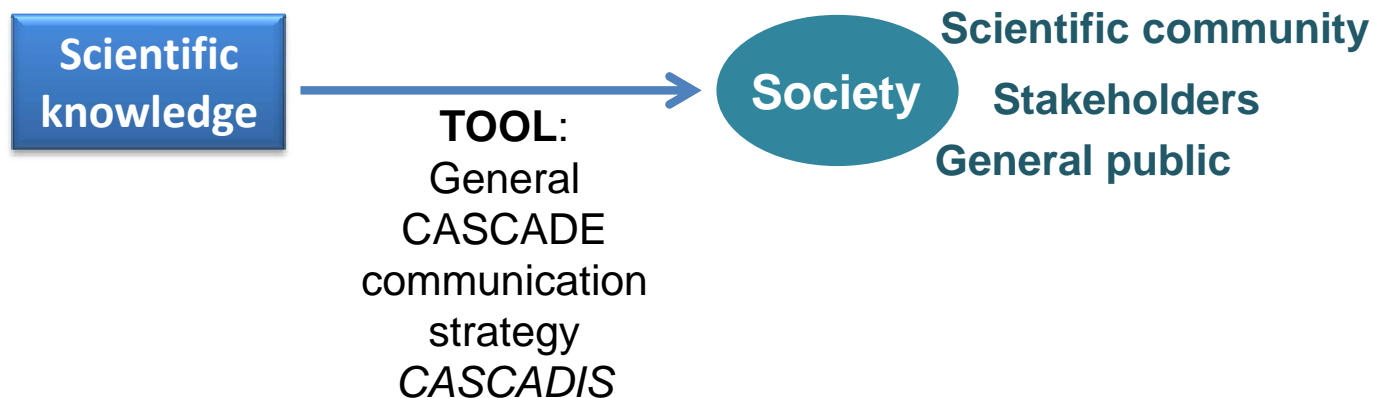 Scientific
knowledge
TOOL:
General
CASCADE
communication
strategy
CASCADIS
Society
Scientific community
Stakeholders
General public